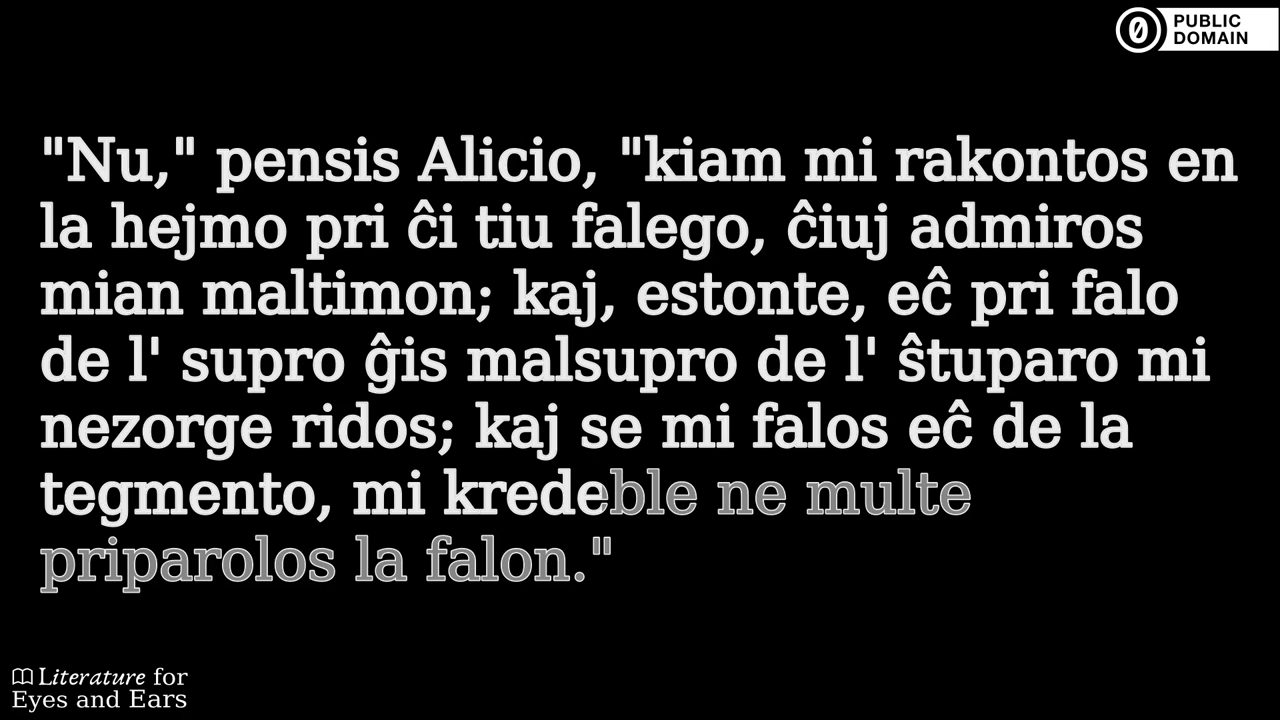 PUBLIC
DOMAIN
"Nu," pensis Alicio, "kiam mi rakontos en
la hejmo pri ĉi tiu falego, ĉiuj admiros
mian maltimon; kaj, estonte, eĉ pri falo
de l' supro ĝis malsupro de l' ŝtuparo mi
nezorge ridos; kaj se mi falos eĉ de la
tegmento, mi kredeble ne multe
priparolos la falon."
Literature for
Eyes and Ears